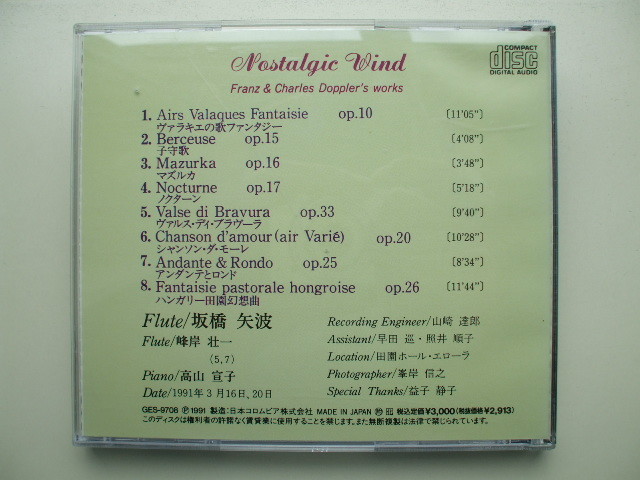 Nostalgic Wind
COMPACT
disc
DIGITAL AUDIO
Franz & Charles Doppler's works
1. Airs Valaques Fantaisie op.10 〔11'05"〕
ヴァラキエの歌ファンタジー
2. Berceuse op.15 〔4'08"〕
子守歌
3. Mazurka op.16 〔3'48"〕
マズルカ
4. Nocturne op.17 〔5'18"〕
ノクターン
5. Valse di Bravura op.33 〔9'40"〕
ヴァルス・ディ・ブラヴーラ
6. Chanson d'amour (air Varié) op.20 〔10'28"〕
シャンソン・ダ・モーレ
7. Andante & Rondo op.25 〔8'34"〕
アンダンテとロンド
8. Fantaisie pastorale hongroise op.26 〔11'44"〕
ハンガリー田園幻想曲
Flute/坂橋 矢波
Flute/峰岸 壮一
(5,7)
Piano/高山 宣子
Date/1991年3月16日,20日
Recording Engineer/山崎 達郎
Assistant/早田 巡・照井 順子
Location/田園ホール・エローラ
Photographer/峯岸 信之
Special Thanks/益子 静子
GES-9708 Ⓟ1991 製造:日本コロムビア株式会社 MADE IN JAPAN 税込定価¥3,000(税抜価格¥2,913)
このディスクは権利者の許諾なく賃貸業に使用することを禁じます。また無断複製は法律で禁じられています。